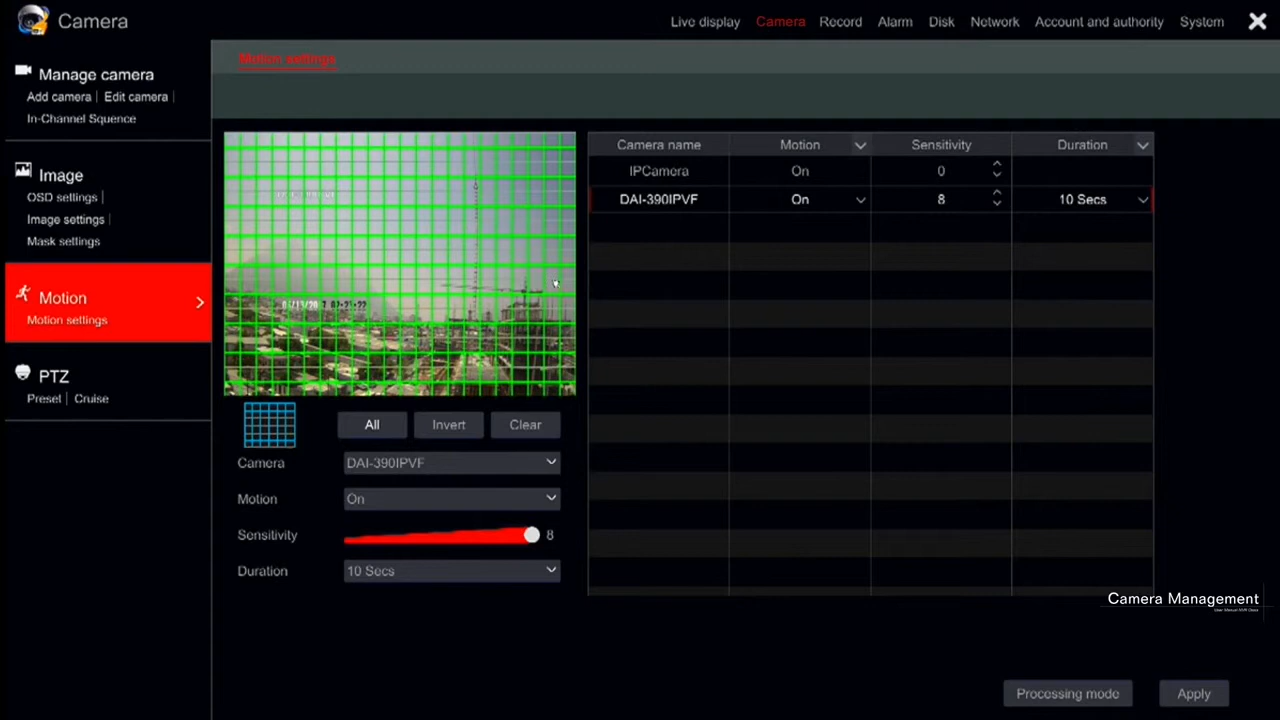 Camera
Live display Camera Record Alarm Disk Network Account and authority System
Motion settings
Manage camera
Add camera | Edit camera |
In-Channel Squence
Image
OSD settings |
Image settings |
Mask settings
Motion
Motion settings
PTZ
Preset | Cruise
All Invert Clear
Camera DAI-390IPVF
Motion On
Sensitivity 8
Duration 10 Secs
Camera name Motion Sensitivity Duration
IPCamera On 0
DAI-390IPVF On 8 10 Secs
Camera Management
Processing mode Apply